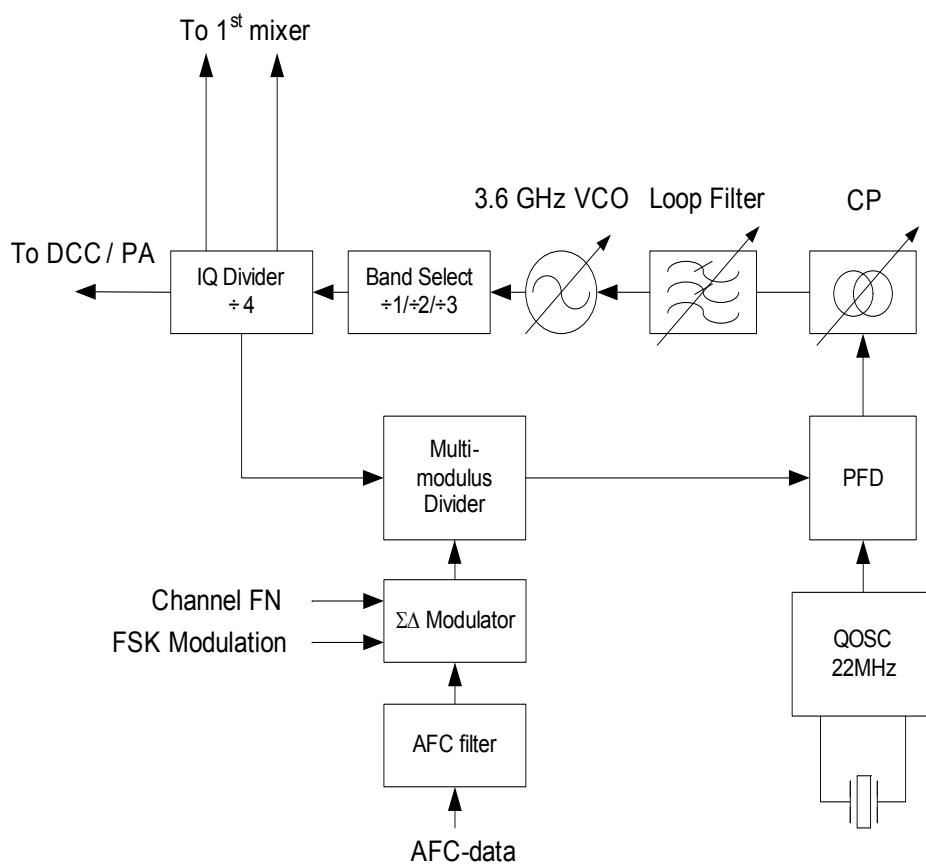 To 1st mixer
3.6 GHz VCO
Loop Filter
CP
To DCC / PA
IQ Divider
÷ 4
Band Select
÷1/÷2/÷3
Multi-
modulus
Divider
PFD
Channel FN
FSK Modulation
ΣΔ Modulator
QOSC
22MHz
AFC filter
AFC-data